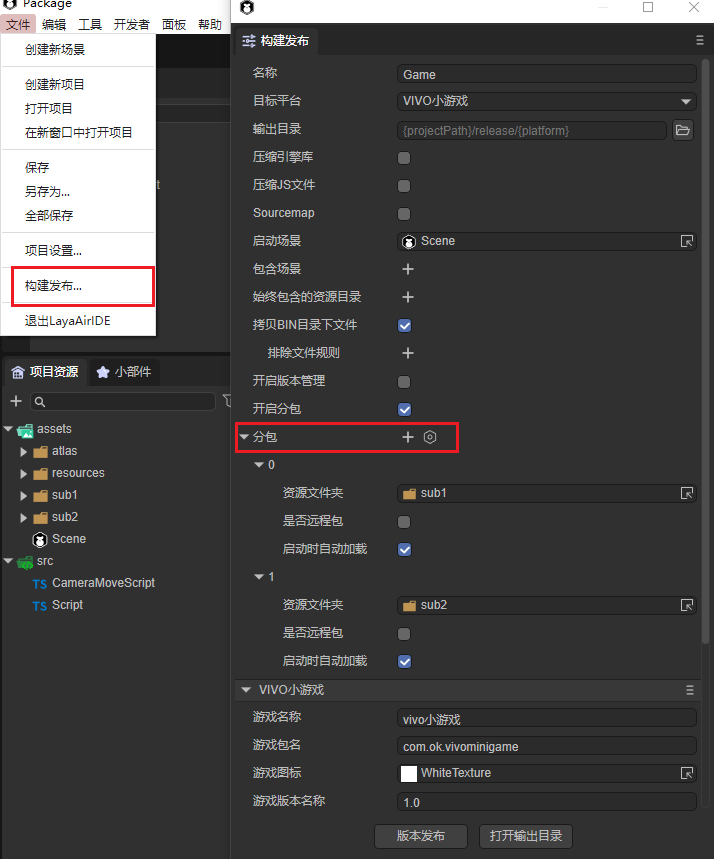 Package
文件 编辑 工具 开发者 面板 帮助
创建新场景
创建新项目
打开项目
在新窗口中打开项目
保存
另存为...
全部保存
项目设置...
构建发布...
退出LayaAirIDE
t
项目资源 小部件
assets
atlas
resources
sub1
sub2
Scene
src
TS CameraMoveScript
TS Script
构建发布
名称 Game
目标平台 VIVO小游戏
输出目录 {projectPath}/release/{platform}
压缩引擎库
压缩JS文件
Sourcemap
启动场景 Scene
包含场景
始终包含的资源目录
拷贝BIN目录下文件
排除文件规则
开启版本管理
开启分包
分包
0
资源文件夹 sub1
是否远程包
启动时自动加载
1
资源文件夹 sub2
是否远程包
启动时自动加载
VIVO小游戏
游戏名称 vivo小游戏
游戏包名 com.ok.vivominigame
游戏图标 WhiteTexture
游戏版本名称 1.0
版本发布 打开输出目录